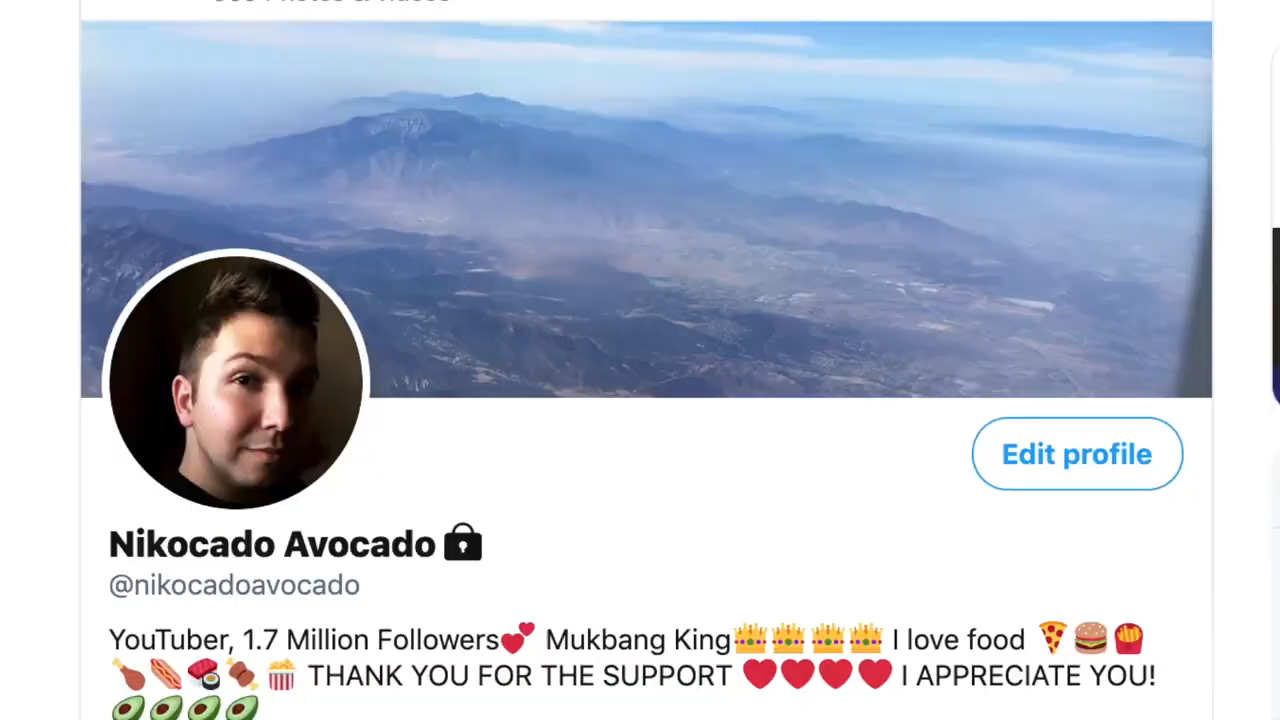 Edit profile
Nikocado Avocado
@nikocadoavocado
YouTuber, 1.7 Million Followers💕 Mukbang King👑👑👑👑 I love food 🍕🍔🍟
🍗🌭🍣🍖🍿 THANK YOU FOR THE SUPPORT ❤️❤️❤️❤️ I APPRECIATE YOU!
🥑🥑🥑🥑